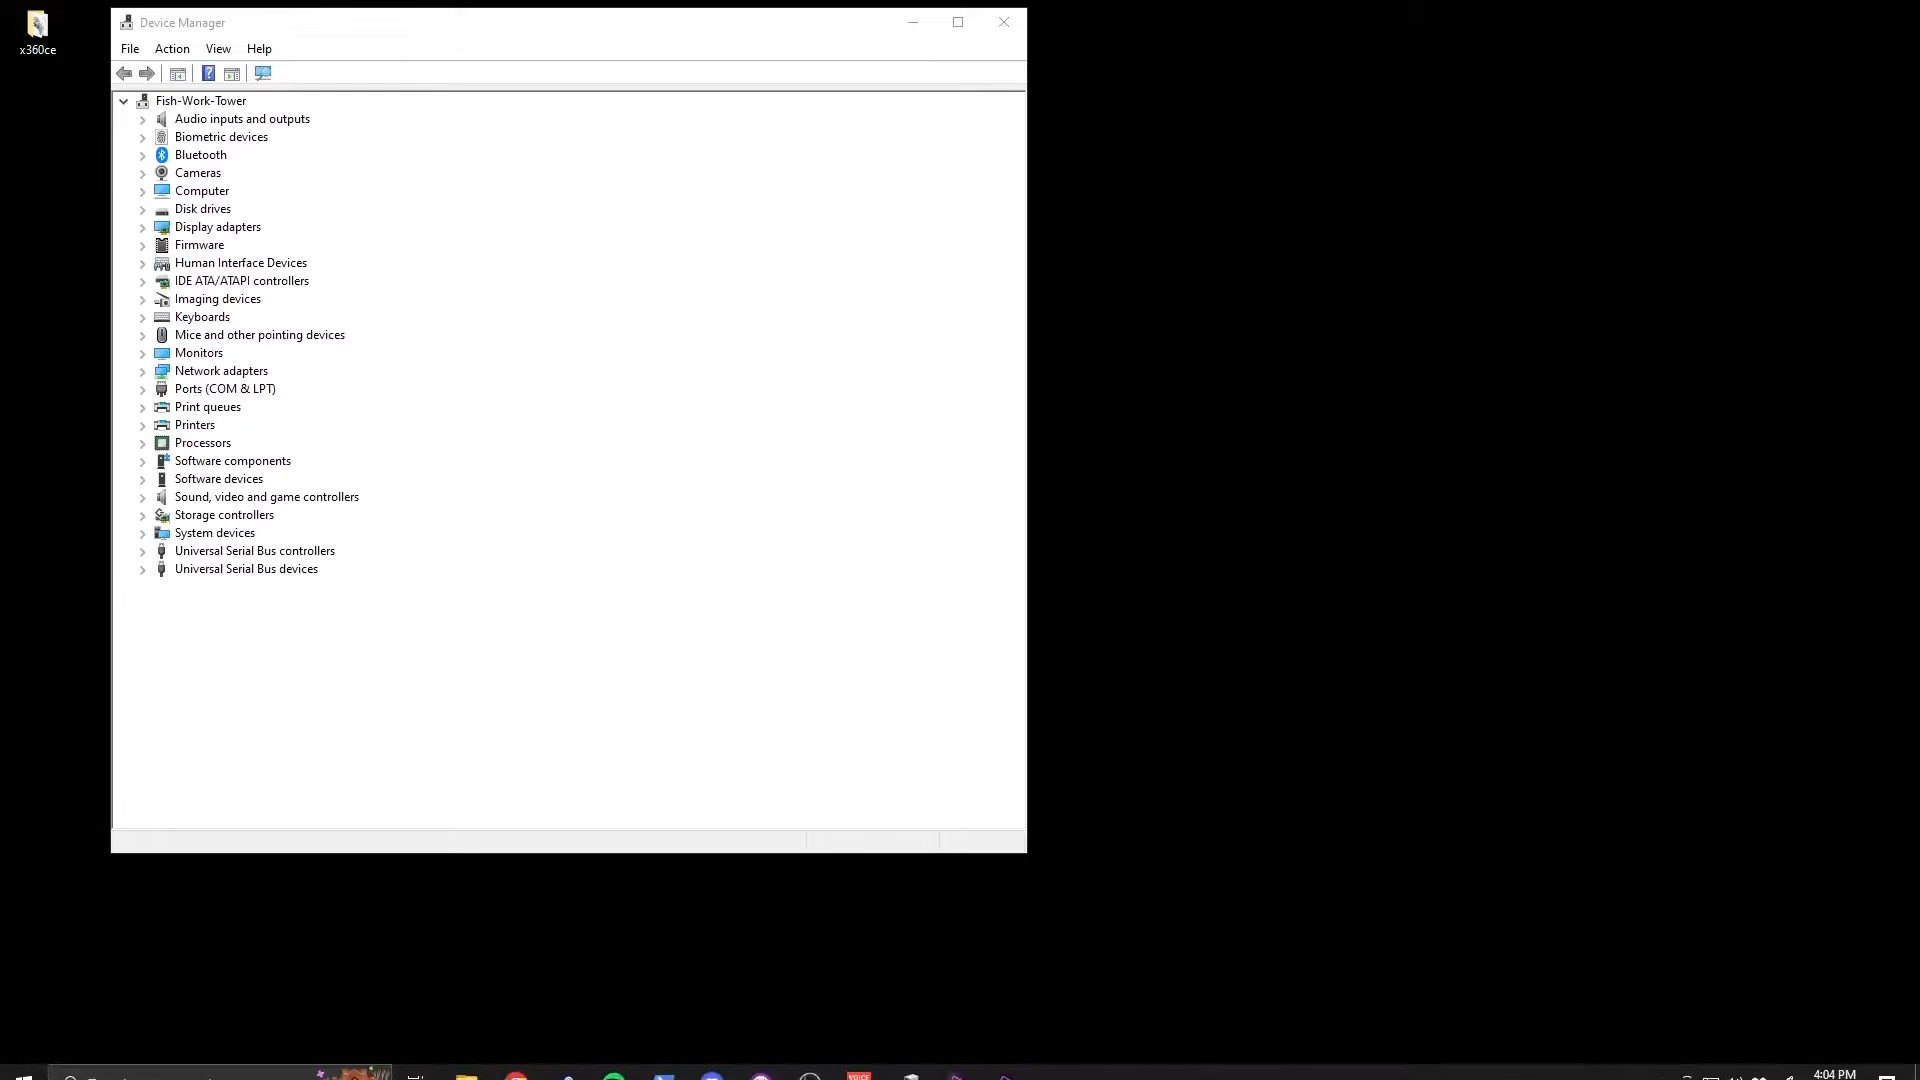 x360ce
Device Manager
File Action View Help
Fish-Work-Tower
Audio inputs and outputs
Biometric devices
Bluetooth
Cameras
Computer
Disk drives
Display adapters
Firmware
Human Interface Devices
IDE ATA/ATAPI controllers
Imaging devices
Keyboards
Mice and other pointing devices
Monitors
Network adapters
Ports (COM & LPT)
Print queues
Printers
Processors
Software components
Software devices
Sound, video and game controllers
Storage controllers
System devices
Universal Serial Bus controllers
Universal Serial Bus devices
VOICE
4:04 PM